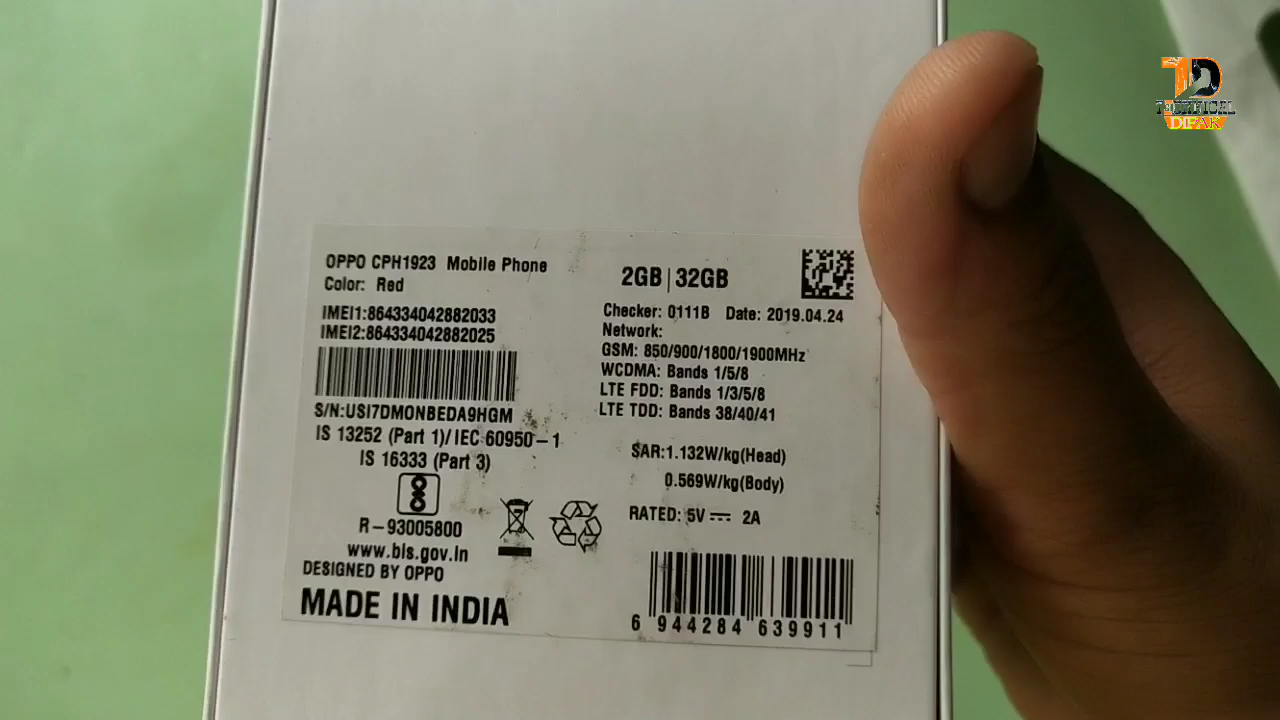 OPPO CPH1923 Mobile Phone
Color: Red
IMEI1:864334042882033
IMEI2:864334042882025
S/N:USI7DMONBEDA9HGM
IS 13252 (Part 1)/IEC 60950-1
IS 16333 (Part 3)
R-93005800
www.bis.gov.in
DESIGNED BY OPPO
MADE IN INDIA
2GB|32GB
Checker: 0111B Date: 2019.04.24
Network:
GSM: 850/900/1800/1900MHz
WCDMA: Bands 1/5/8
LTE FDD: Bands 1/3/5/8
LTE TDD: Bands 38/40/41
SAR:1.132W/kg(Head)
0.569W/kg(Body)
RATED: 5V⎓ 2A
6 944284 639911
TD
TECHNICAL
DIPAK